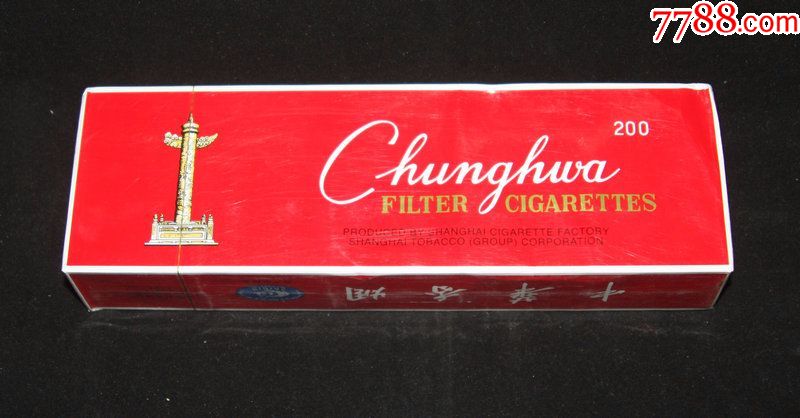 7788.com
200
Chunghwa
FILTER CIGARETTES
PRODUCED BY SHANGHAI CIGARETTE FACTORY
SHANGHAI TOBACCO (GROUP) CORPORATION
中華香烟